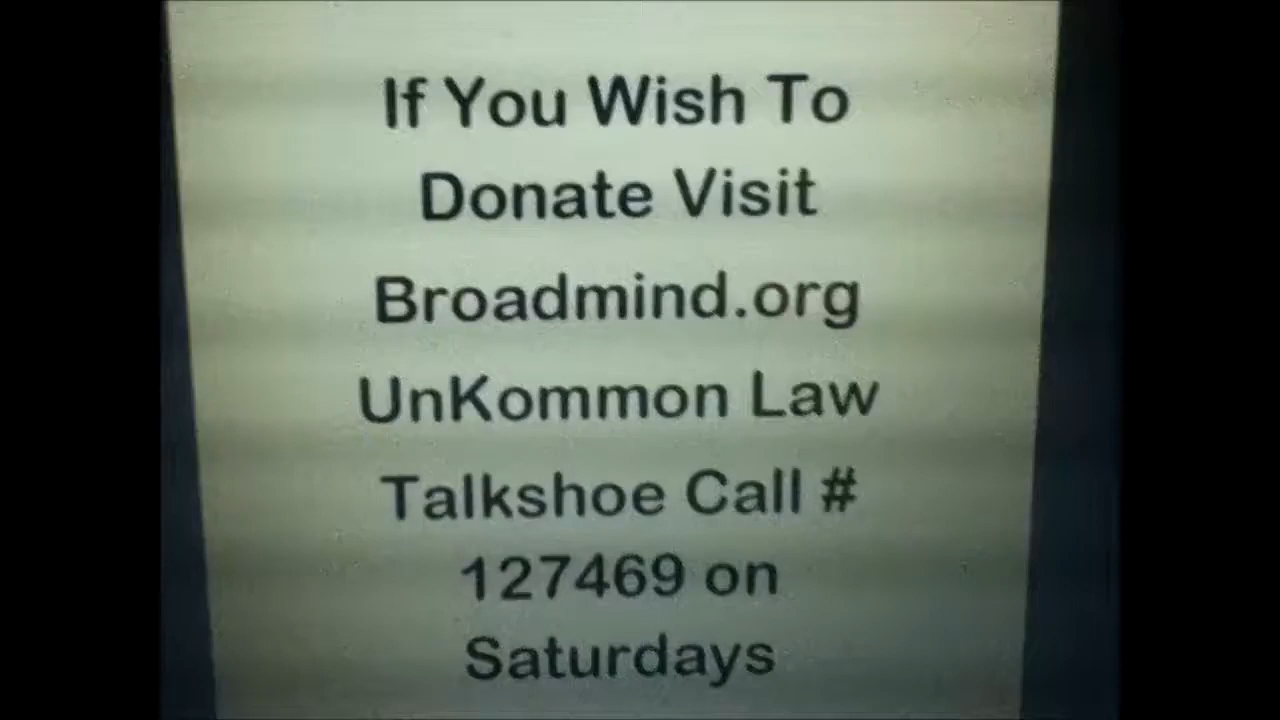 If You Wish To
Donate Visit
Broadmind.org
UnKommon Law
Talkshoe Call #
127469 on
Saturdays